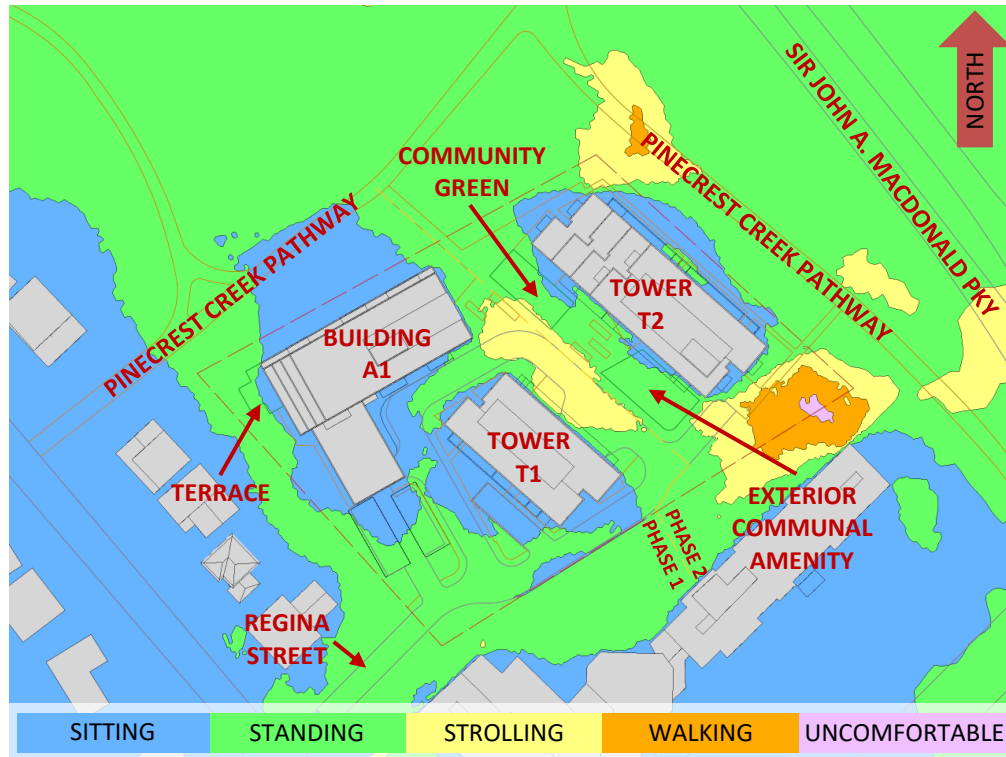 NORTH
SIR JOHN A. MACDONALD PKY
PINECREST CREEK PATHWAY
COMMUNITY
GREEN
PINECREST CREEK PATHWAY
TOWER
T2
BUILDING
A1
TOWER
T1
TERRACE
EXTERIOR
COMMUNAL
AMENITY
PHASE 2
PHASE 1
REGINA
STREET
SITTING
STANDING
STROLLING
WALKING
UNCOMFORTABLE